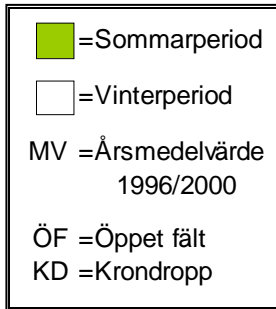 =Sommarperiod
=Vinterperiod
MV =Årsmedelvärde
1996/2000
ÖF =Öppet fält
KD =Krondropp